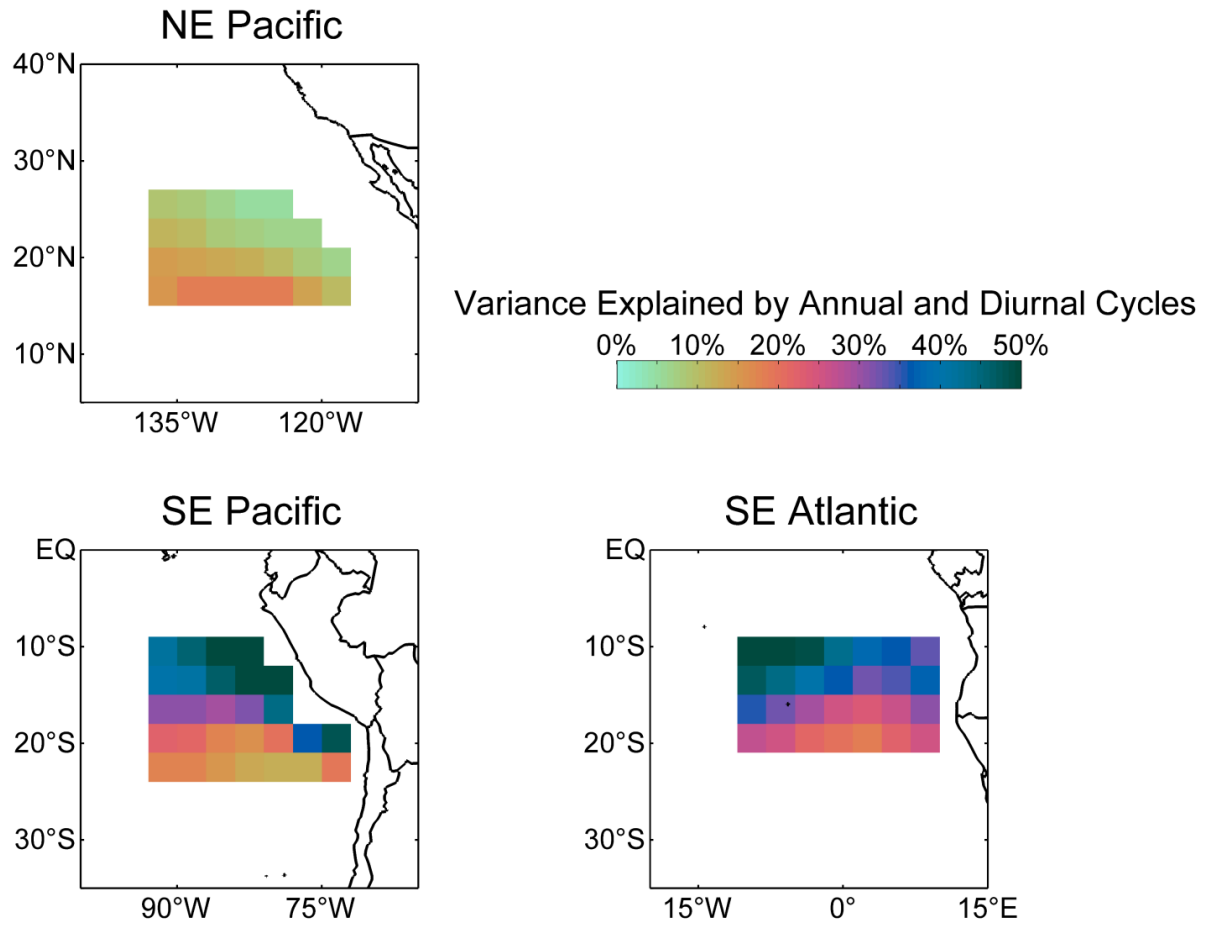 NE Pacific
40°N
30°N
20°N
10°N
135°W 120°W
Variance Explained by Annual and Diurnal Cycles
0% 10% 20% 30% 40% 50%
SE Pacific
EQ
10°S
20°S
30°S
90°W 75°W
SE Atlantic
EQ
10°S
20°S
30°S
15°W 0° 15°E